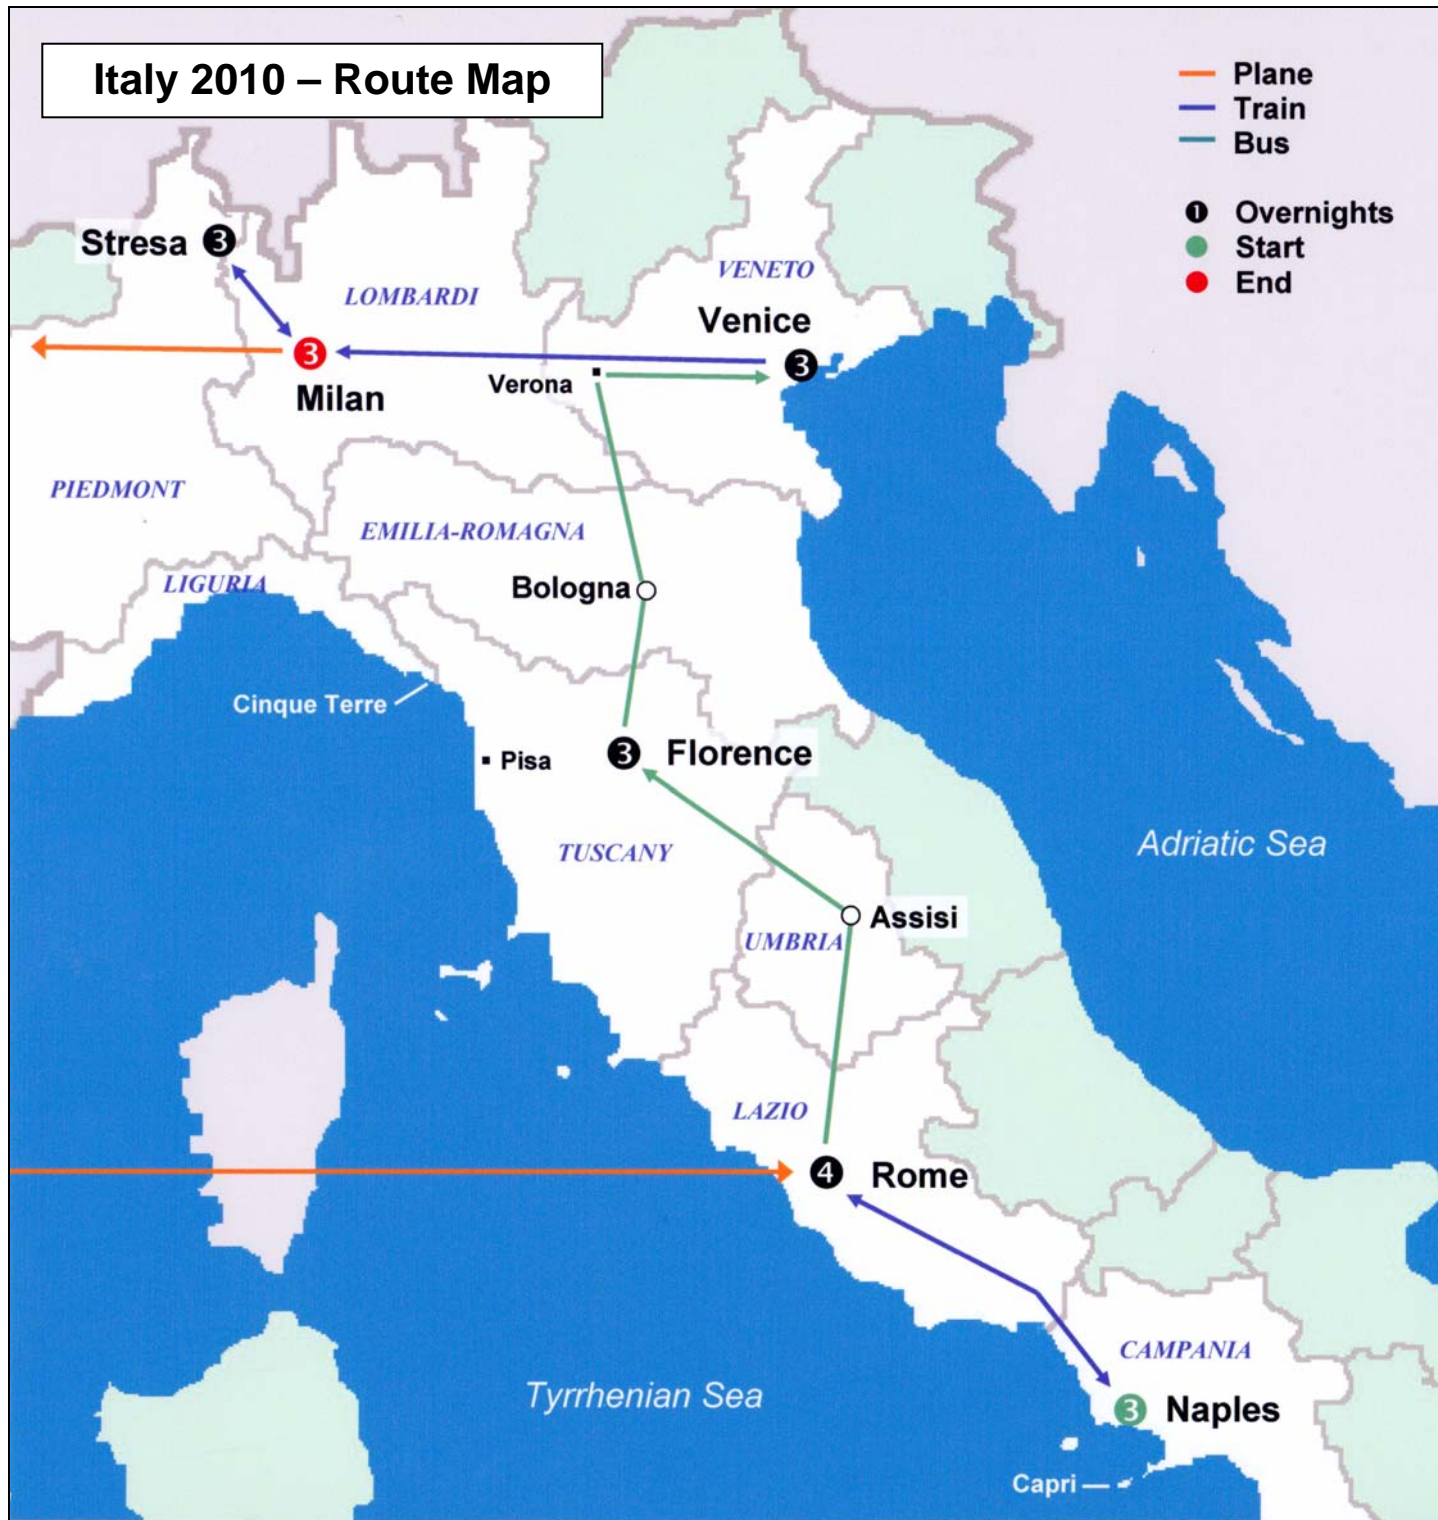 Italy 2010 – Route Map
Plane
Train
Bus
1 Overnights
Start
End
Stresa 3
VENETO
LOMBARDI
Venice
3
3
Verona
Milan
PIEDMONT
EMILIA-ROMAGNA
LIGURIA
Bologna
Cinque Terre
3 Florence
Pisa
Adriatic Sea
TUSCANY
Assisi
UMBRIA
LAZIO
4 Rome
CAMPANIA
Tyrrhenian Sea
3 Naples
Capri